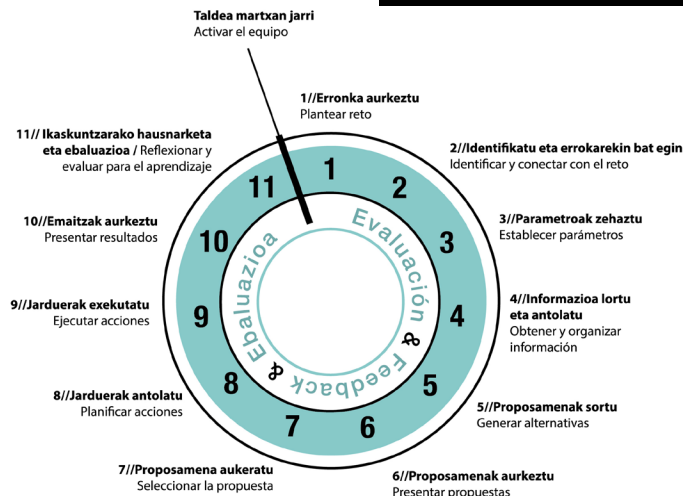 Taldea martxan jarri
Activar el equipo
1//Erronka aurkeztu
Plantear reto
2//Identifikatu eta errokarekin bat egin
Identificar y conectar con el reto
3//Parametroak zehaztu
Establecer parámetros
4//Informazioa lortu
eta antolatu
Obtener y organizar
información
5//Proposamenak sortu
Generar alternativas
6//Proposamenak aurkeztu
Presentar propuestas
7//Proposamena aukeratu
Seleccionar la propuesta
8//Jarduerak antolatu
Planificar acciones
9//Jarduerak exekutatu
Ejecutar acciones
10//Emaitzak aurkeztu
Presentar resultados
11// Ikaskuntzarako hausnarketa
eta ebaluazioa / Reflexionar y
evaluar para el aprendizaje
1
2
3
4
5
6
7
8
9
10
11
Evaluación & Feedback & Ebaluazioa